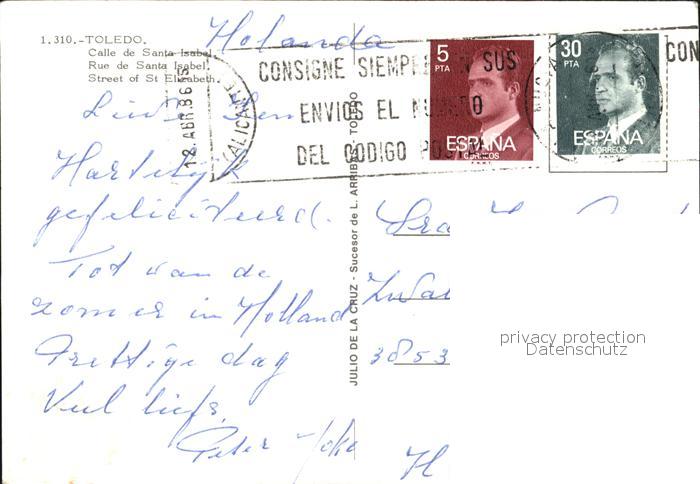 1.310.-TOLEDO.
Calle de Santa Isabel.
Rue de Santa Isabel.
Street of St Elizabeth.
Holanda
CONSIGNE SIEMPRE EN SUS
ENVIOS EL NUMERO
DEL CODIGO POSTAL
CON
12 ABR. 86
ALICANTE
5
PTA
ESPAÑA
CORREOS
30
PTA
ESPAÑA
CORREOS
Hartelijk
gefeliciteerd.
Tot van de
zomer in Holland
Prettige dag
Veel liefs,
Peter
JULIO DE LA CRUZ - Sucesor de L. ARRIBAS. TOLEDO
3853
H
privacy protection
Datenschutz